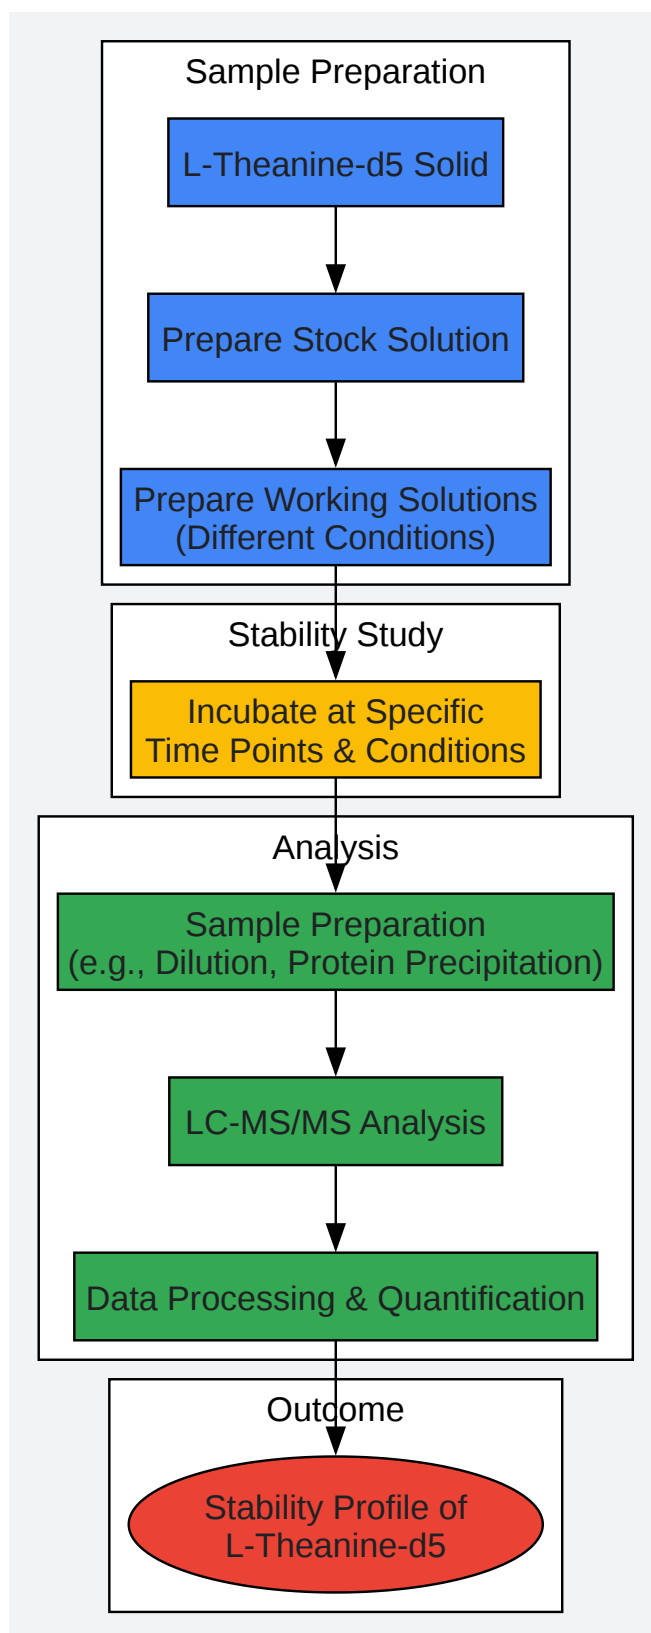 Sample Preparation
L-Theanine-d5 Solid
Prepare Stock Solution
Prepare Working Solutions
(Different Conditions)
Stability Study
Incubate at Specific
Time Points & Conditions
Analysis
Sample Preparation
(e.g., Dilution, Protein Precipitation)
LC-MS/MS Analysis
Data Processing & Quantification
Outcome
Stability Profile of
L-Theanine-d5